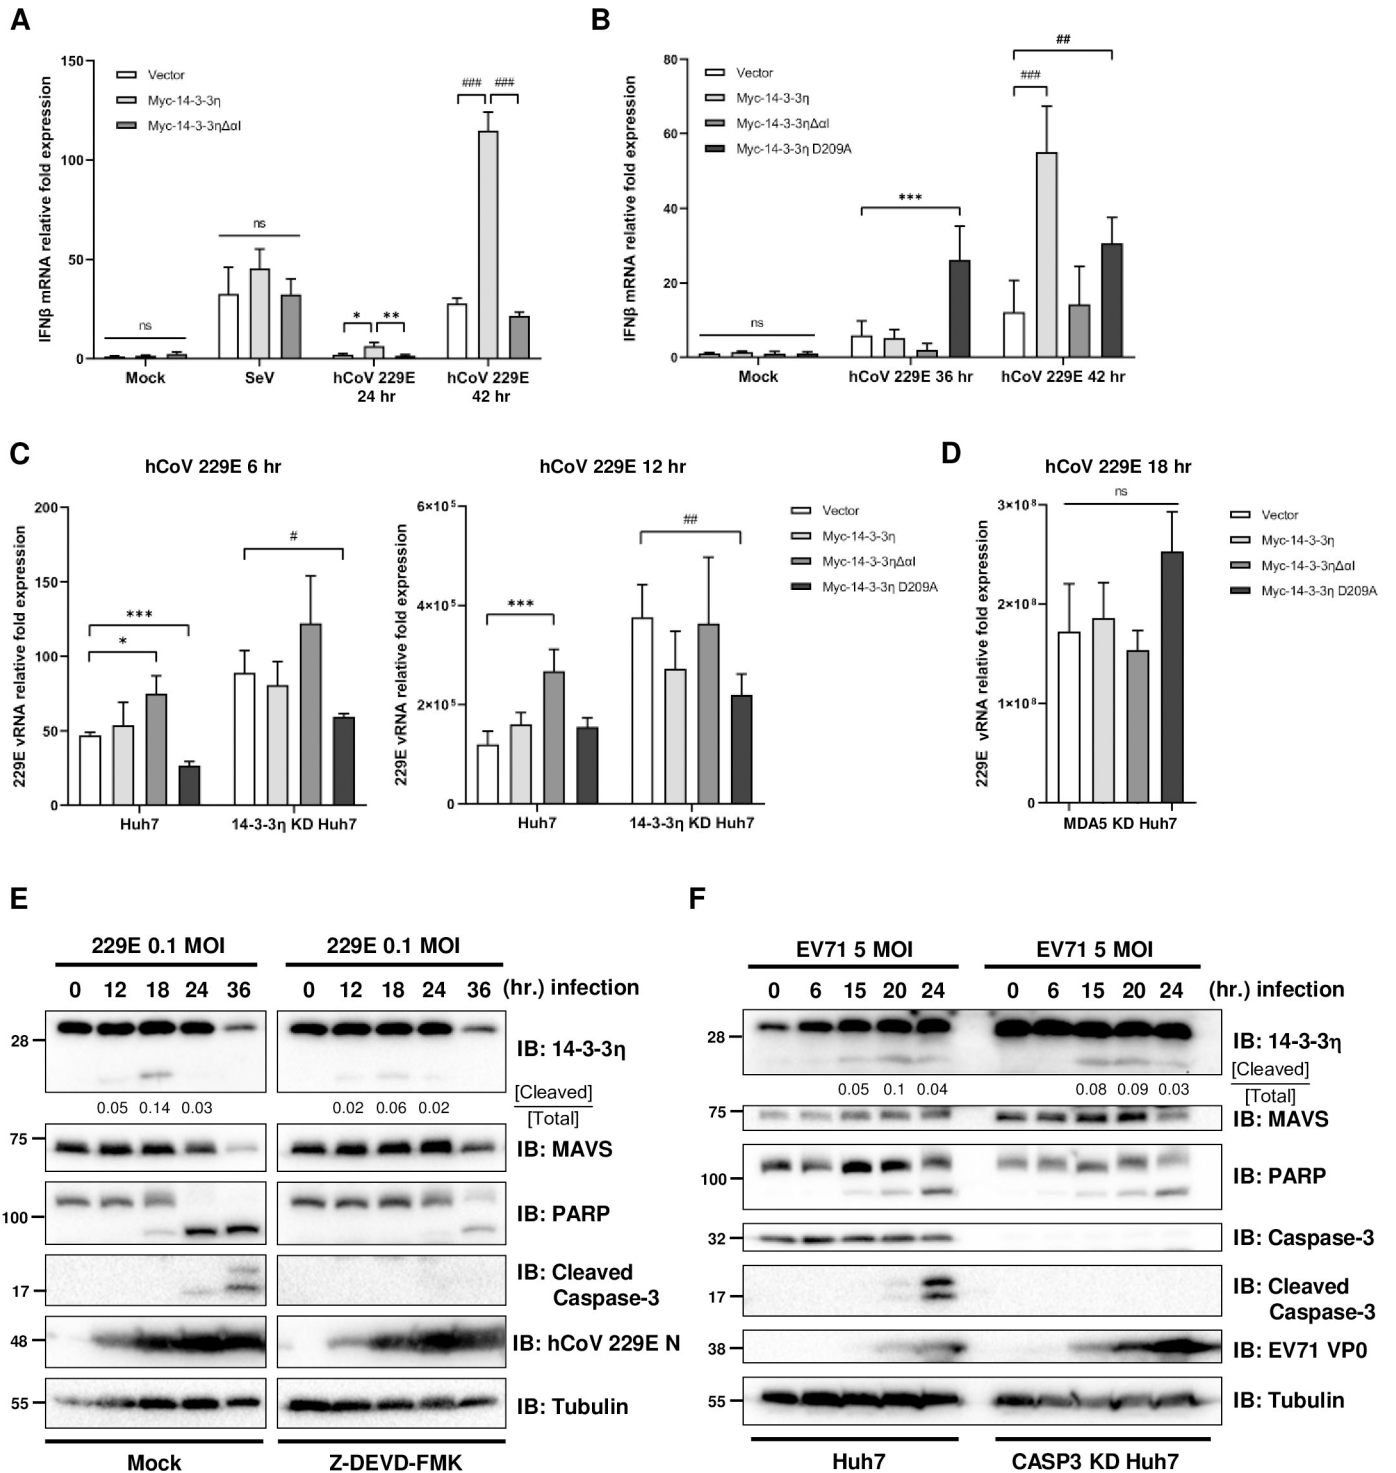 A
IFNβ mRNA relative fold expression
150
100
50
0
Vector
Myc-14-3-3η
Myc-14-3-3ηΔαI
ns
ns
*
**
###
###
Mock
SeV
hCoV 229E
24 hr
hCoV 229E
42 hr
B
IFNβ mRNA relative fold expression
80
60
40
20
0
Vector
Myc-14-3-3η
Myc-14-3-3ηΔαI
Myc-14-3-3η D209A
ns
***
###
##
Mock
hCoV 229E 36 hr
hCoV 229E 42 hr
C
hCoV 229E 6 hr
229E vRNA relative fold expression
200
150
100
50
0
***
*
#
Huh7
14-3-3η KD Huh7
hCoV 229E 12 hr
229E vRNA relative fold expression
6×10⁵
4×10⁵
2×10⁵
0
***
##
Huh7
14-3-3η KD Huh7
Vector
Myc-14-3-3η
Myc-14-3-3ηΔαI
Myc-14-3-3η D209A
D
hCoV 229E 18 hr
229E vRNA relative fold expression
3×10⁸
2×10⁸
1×10⁸
0
ns
MDA5 KD Huh7
Vector
Myc-14-3-3η
Myc-14-3-3ηΔαI
Myc-14-3-3η D209A
E
229E 0.1 MOI
229E 0.1 MOI
0 12 18 24 36 0 12 18 24 36 (hr.) infection
28
IB: 14-3-3η
0.05 0.14 0.03 0.02 0.06 0.02
[Cleaved]
[Total]
75
IB: MAVS
100
IB: PARP
17
IB: Cleaved
Caspase-3
48
IB: hCoV 229E N
55
IB: Tubulin
Mock
Z-DEVD-FMK
F
EV71 5 MOI
EV71 5 MOI
0 6 15 20 24 0 6 15 20 24 (hr.) infection
28
IB: 14-3-3η
0.05 0.1 0.04 0.08 0.09 0.03
[Cleaved]
[Total]
75
IB: MAVS
100
IB: PARP
32
IB: Caspase-3
17
IB: Cleaved
Caspase-3
38
IB: EV71 VP0
55
IB: Tubulin
Huh7
CASP3 KD Huh7